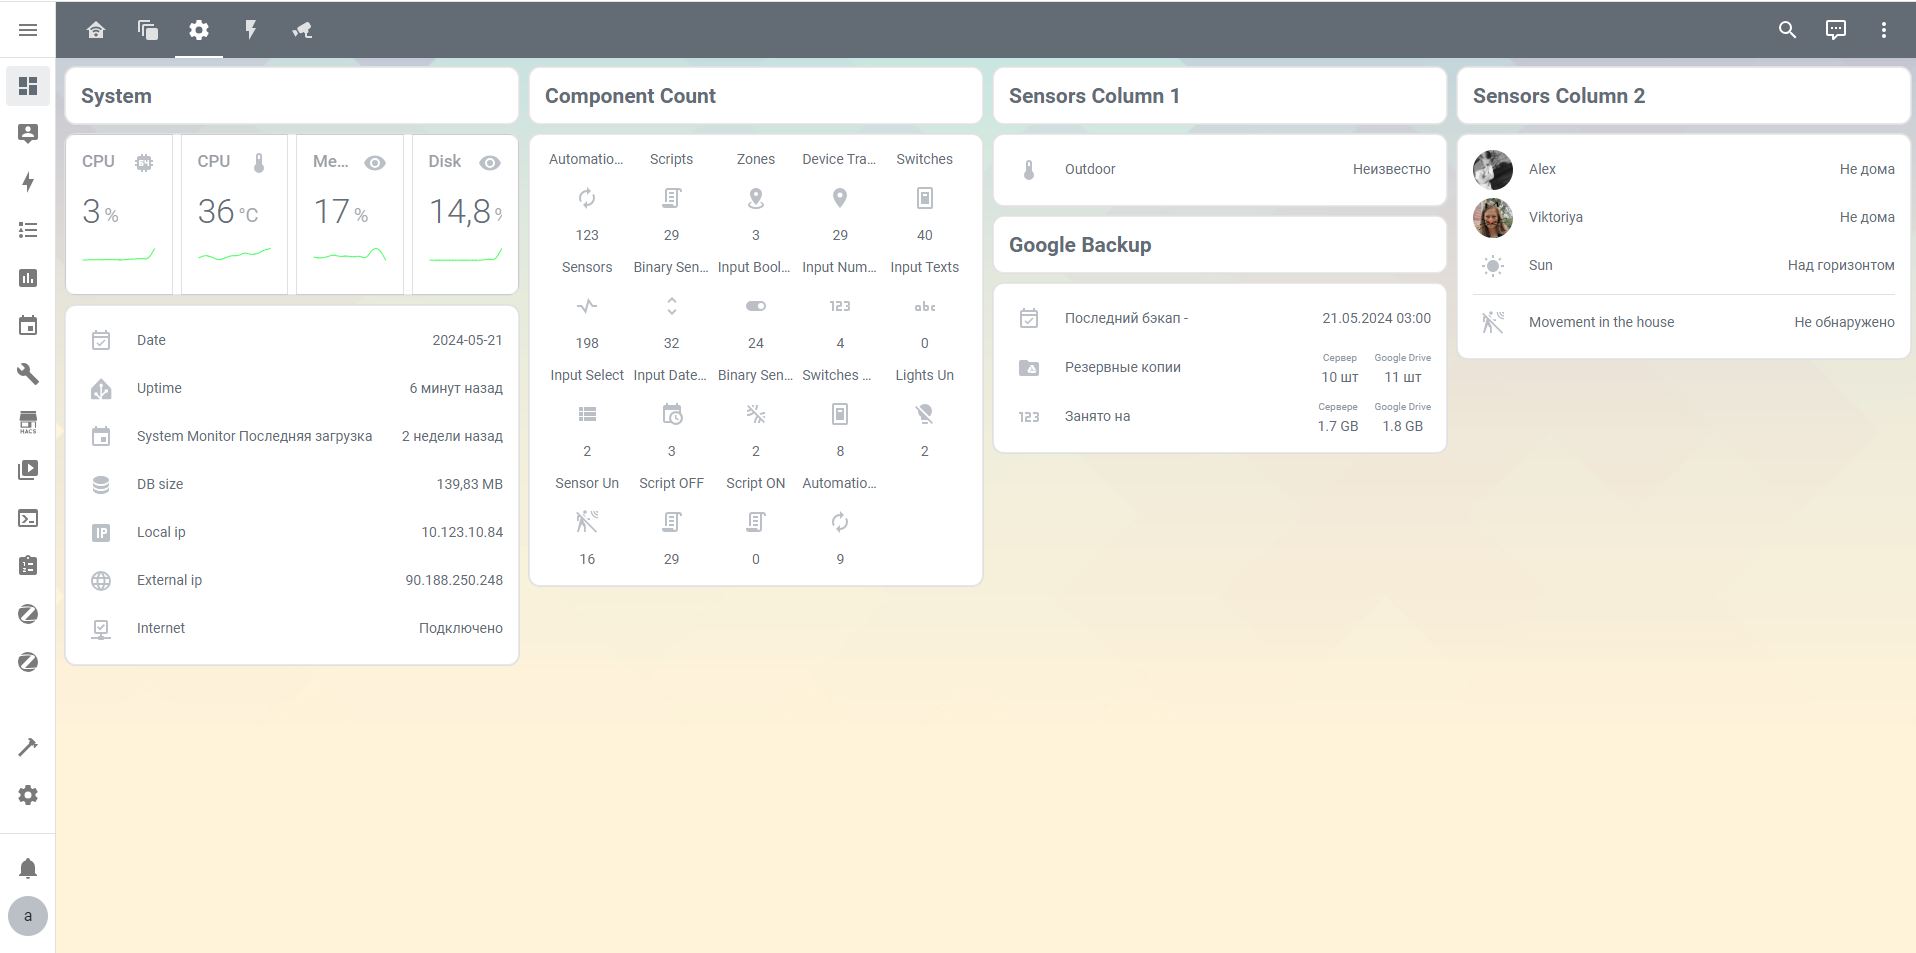 System
CPU
3 %
CPU
36 °C
Me...
17 %
Disk
14,8
Date 2024-05-21
Uptime 6 минут назад
System Monitor Последняя загрузка 2 недели назад
DB size 139,83 MB
Local ip 10.123.10.84
External ip 90.188.250.248
Internet Подключено
Component Count
Automatio... Scripts Zones Device Tra... Switches
123 29 3 29 40
Sensors Binary Sen... Input Bool... Input Num... Input Texts
123 abc
198 32 24 4 0
Input Select Input Date... Binary Sen... Switches ... Lights Un
2 3 2 8 2
Sensor Un Script OFF Script ON Automatio...
16 29 0 9
Sensors Column 1
Outdoor Неизвестно
Google Backup
Последний бэкап - 21.05.2024 03:00
Резервные копии
Сервер Google Drive
10 шт 11 шт
123 Занято на
Сервере Google Drive
1.7 GB 1.8 GB
Sensors Column 2
Alex Не дома
Viktoriya Не дома
Sun Над горизонтом
Movement in the house Не обнаружено
HACS
IP
64
a